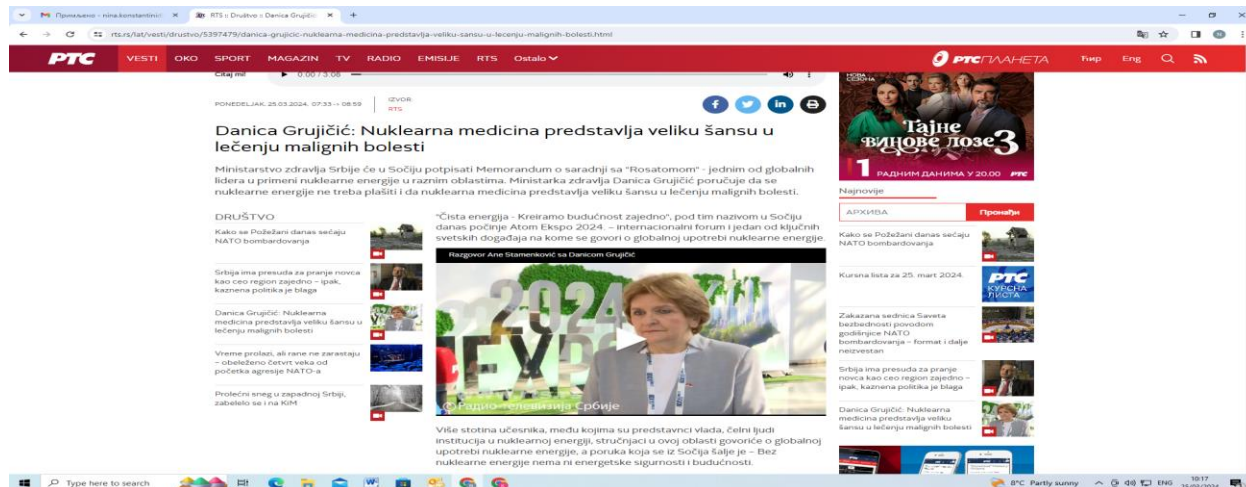 RTS :: Društvo :: Danica Grujičić
rts.rs/lat/vesti/drustvo/5397479/danica-grujicic-nuklearna-medicina-predstavlja-veliku-sansu-u-lecenju-malignih-bolesti.html
РТС VESTI OKO SPORT MAGAZIN TV RADIO EMISIJE RTS Ostalo РТС ПЛАНЕТА Ћир Eng
Čitaj mi! 0:00 / 3:08
PONEDELJAK, 25.03.2024, 07:33 -> 08:59
IZVOR:
RTS
Danica Grujičić: Nuklearna medicina predstavlja veliku šansu u
lečenju malignih bolesti
Ministarstvo zdravlja Srbije će u Sočiju potpisati Memorandum o saradnji sa "Rosatomom" - jednim od globalnih
lidera u primeni nuklearne energije u raznim oblastima. Ministarka zdravlja Danica Grujičić poručuje da se
nuklearne energije ne treba plašiti i da nuklearna medicina predstavlja veliku šansu u lečenju malignih bolesti.
DRUŠTVO
Kako se Požežani danas sećaju
NATO bombardovanja
Srbija ima presuda za pranje novca
kao ceo region zajedno – ipak,
kaznena politika je blaga
Danica Grujičić: Nuklearna
medicina predstavlja veliku šansu u
lečenju malignih bolesti
Vreme prolazi, ali rane ne zarastaju
– obeleženo četvrt veka od
početka agresije NATO-a
Prolećni sneg u zapadnoj Srbiji,
zabelelo se i na KiM
"Čista energija - Kreiramo budućnost zajedno", pod tim nazivom u Sočiju
danas počinje Atom Ekspo 2024. – internacionalni forum i jedan od ključnih
svetskih događaja na kome se govori o globalnoj upotrebi nuklearne energije.
Razgovor Ane Stamenković sa Danicom Grujičić
2024
EXPO
© Радио-телевизија Србије
Više stotina učesnika, među kojima su predstavnci vlada, čelni ljudi
institucija u nuklearnoj energiji, stručnjaci u ovoj oblasti govoriće o globalnoj
upotrebi nuklearne energije, a poruka koja se iz Sočija šalje je – Bez
nuklearne energije nema ni energetske sigurnosti i budućnosti.
НОВА
СЕЗОНА
Тајне
винове лозе 3
1 РАДНИМ ДАНИМА У 20.00 РТС
Najnovije
АРХИВА Пронађи
Kako se Požežani danas sećaju
NATO bombardovanja
Kursna lista za 25. mart 2024.
РТС
КУРСНА
ЛИСТА
Zakazana sednica Saveta
bezbednosti povodom
godišnjice NATO
bombardovanja – format i dalje
neizvestan
Srbija ima presuda za pranje
novca kao ceo region zajedno –
ipak, kaznena politika je blaga
Danica Grujičić: Nuklearna
medicina predstavlja veliku
šansu u lečenju malignih bolesti
Type here to search 8°C Partly sunny ENG 10:17
25/03/2024